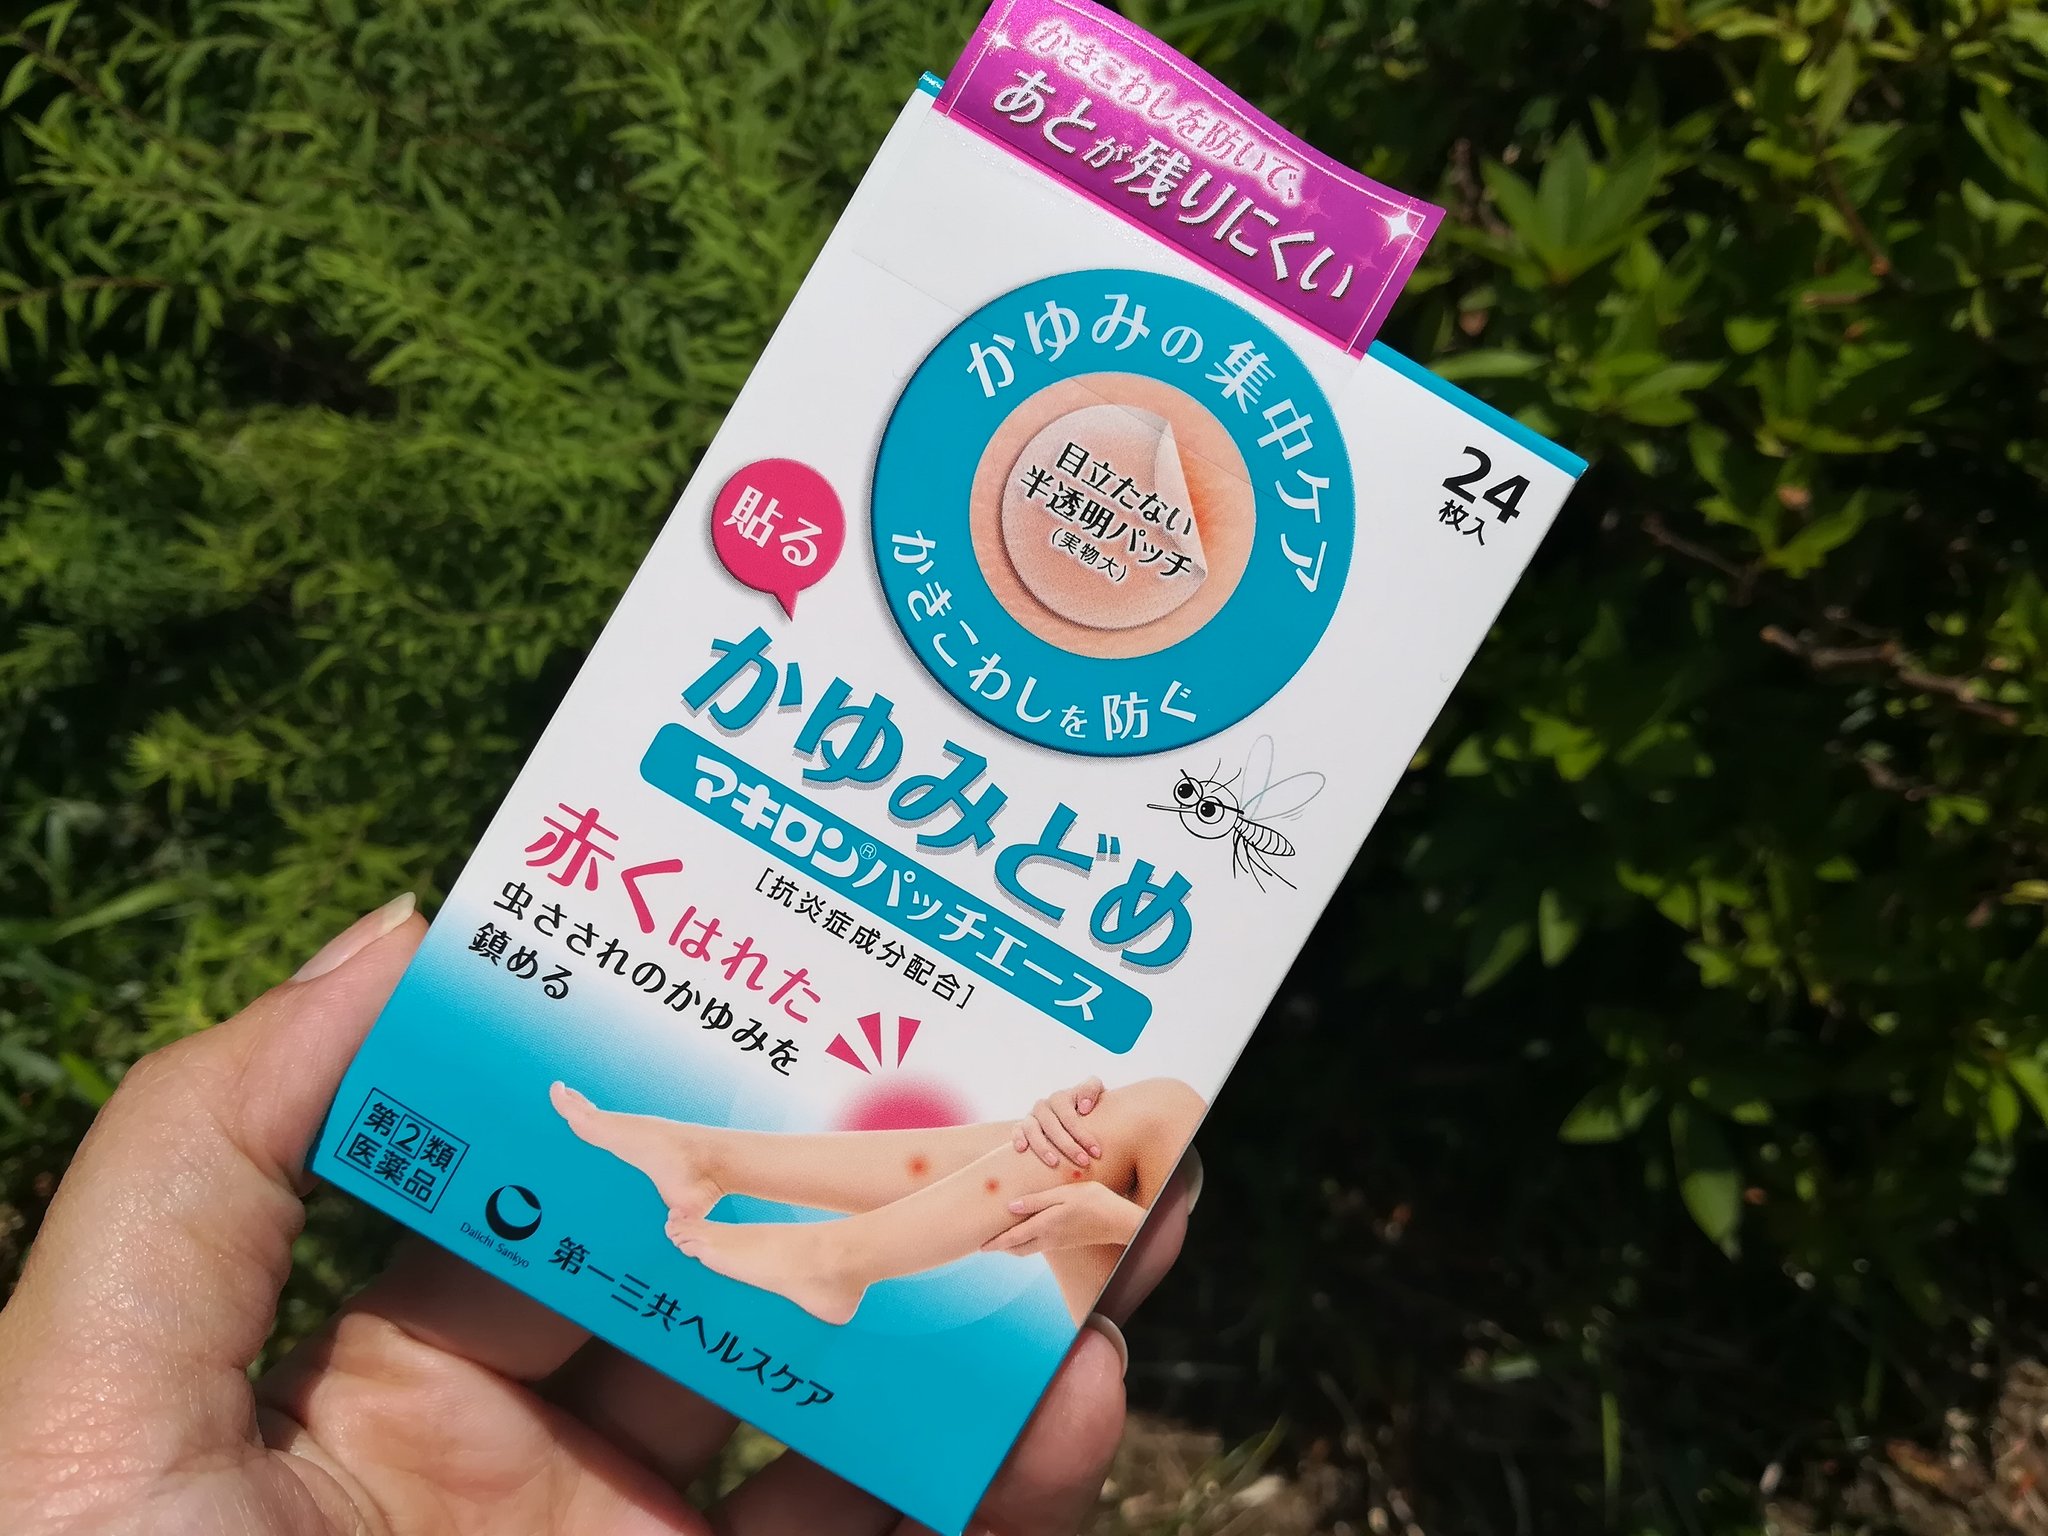 かきこわしを防いで、
あとが残りにくい
かゆみの集中ケア
24
枚入
目立たない
半透明パッチ
(実物大)
かきこわしを防ぐ
貼る
かゆみどめ
マキロン®パッチエース
[抗炎症成分配合]
赤くはれた
虫さされのかゆみを
鎮める
第2類
医薬品
Daiichi Sankyo
第一三共ヘルスケア